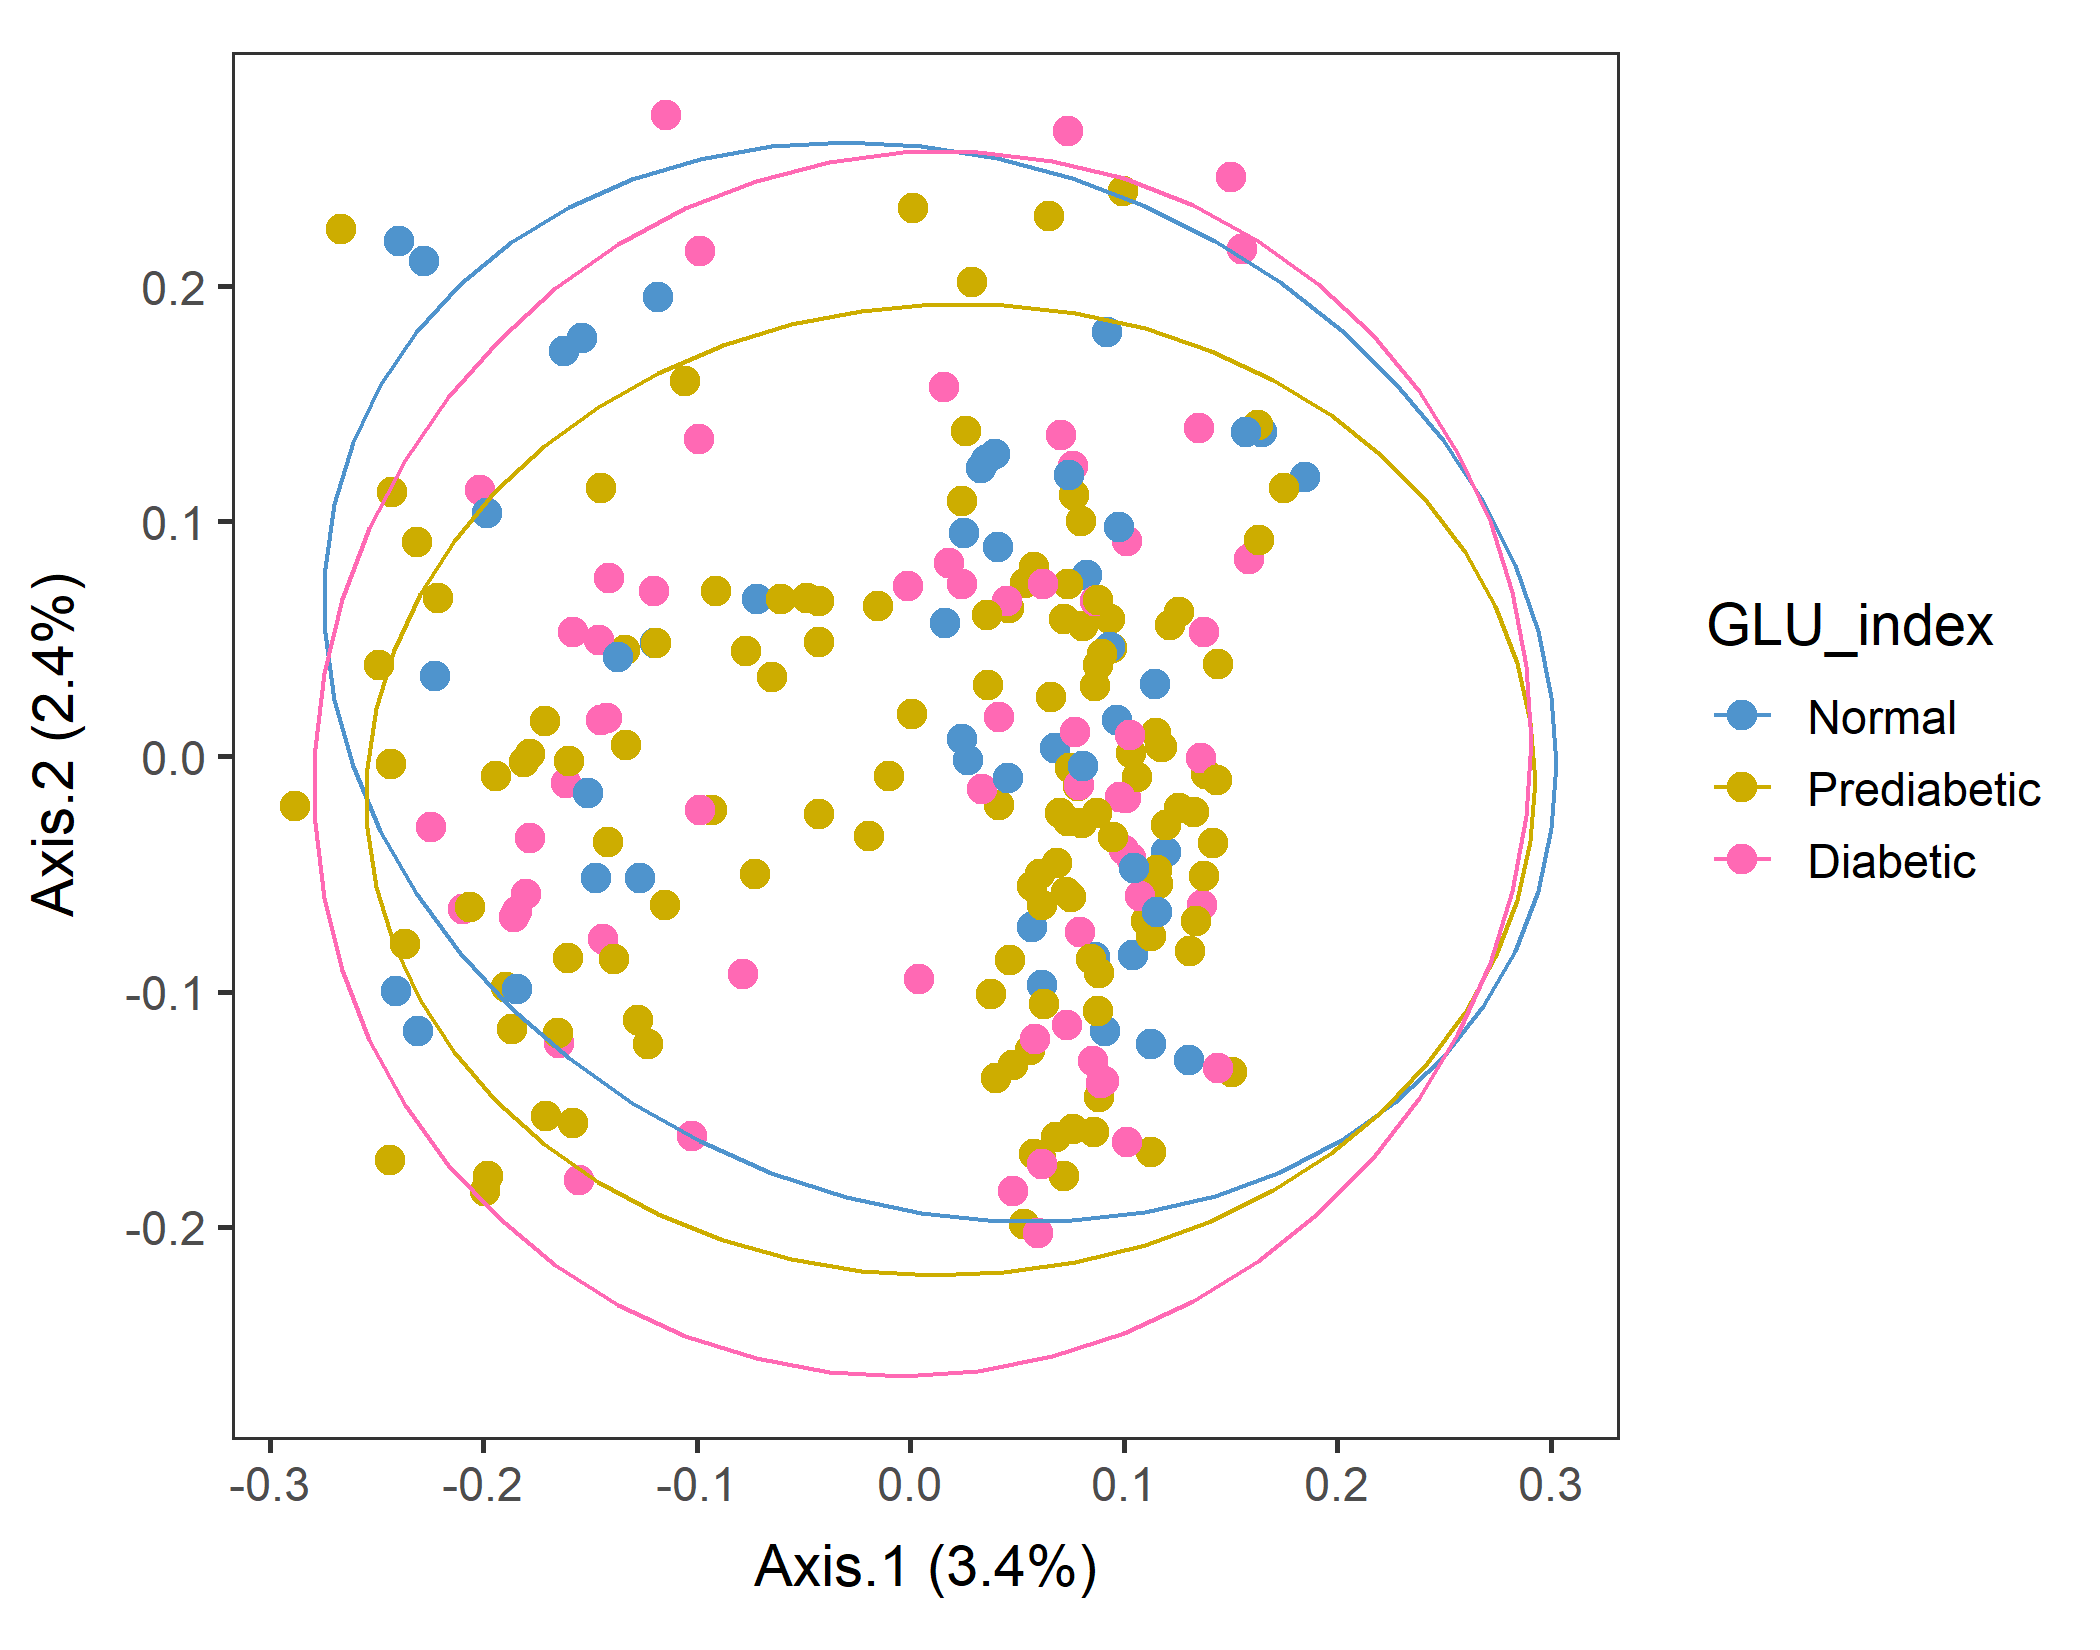 0.2
0.1
0.0
-0.1
-0.2
Axis.2 (2.4%)
-0.3
-0.2
-0.1
0.0
0.1
0.2
0.3
Axis.1 (3.4%)
GLU_index
Normal
Prediabetic
Diabetic